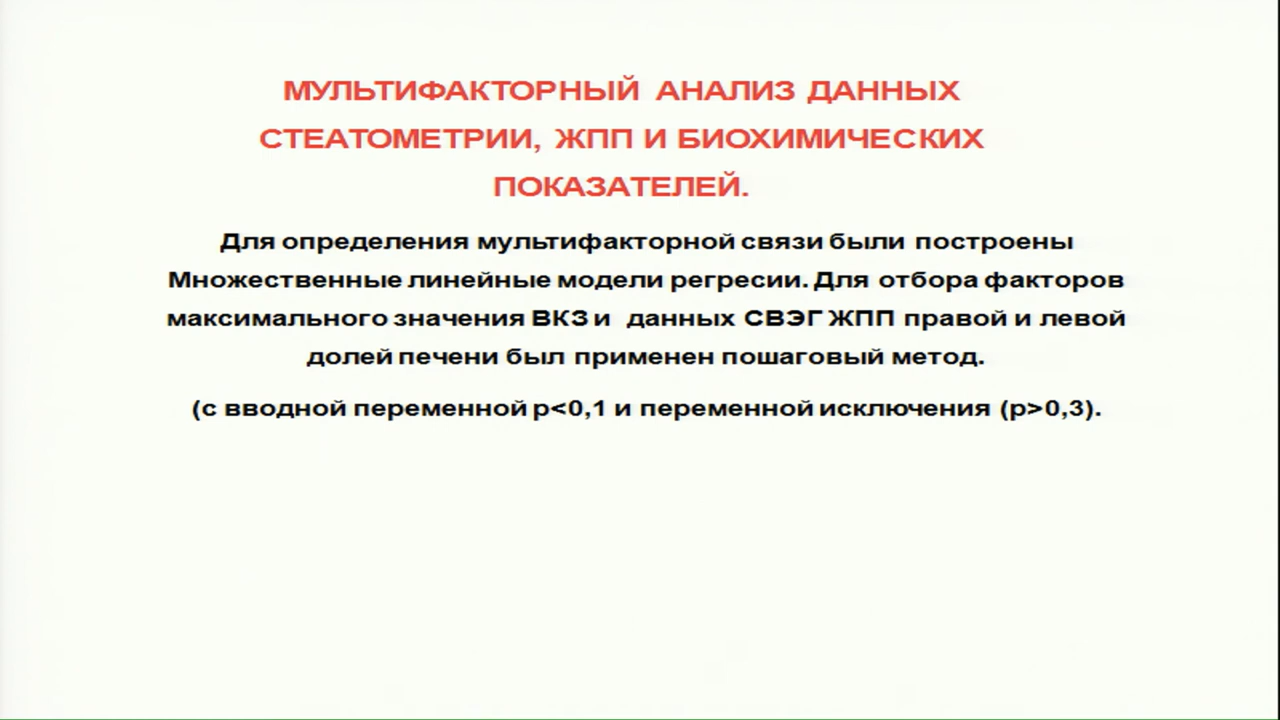 МУЛЬТИФАКТОРНЫЙ АНАЛИЗ ДАННЫХ
СТЕАТОМЕТРИИ, ЖПП И БИОХИМИЧЕСКИХ
ПОКАЗАТЕЛЕЙ.
Для определения мультифакторной связи были построены
Множественные линейные модели регресии. Для отбора факторов
максимального значения ВКЗ и данных СВЭГ ЖПП правой и левой
долей печени был применен пошаговый метод.
(с вводной переменной p<0,1 и переменной исключения (p>0,3).